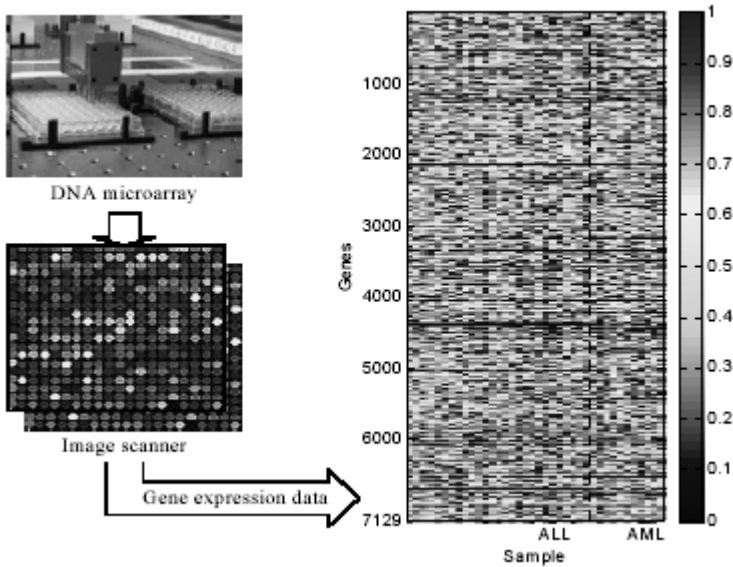 DNA microarray
Image scanner
Gene expression data
Genes
1000
2000
3000
4000
5000
6000
7129
ALL
AML
Sample
1
0.9
0.8
0.7
0.6
0.5
0.4
0.3
0.2
0.1
0